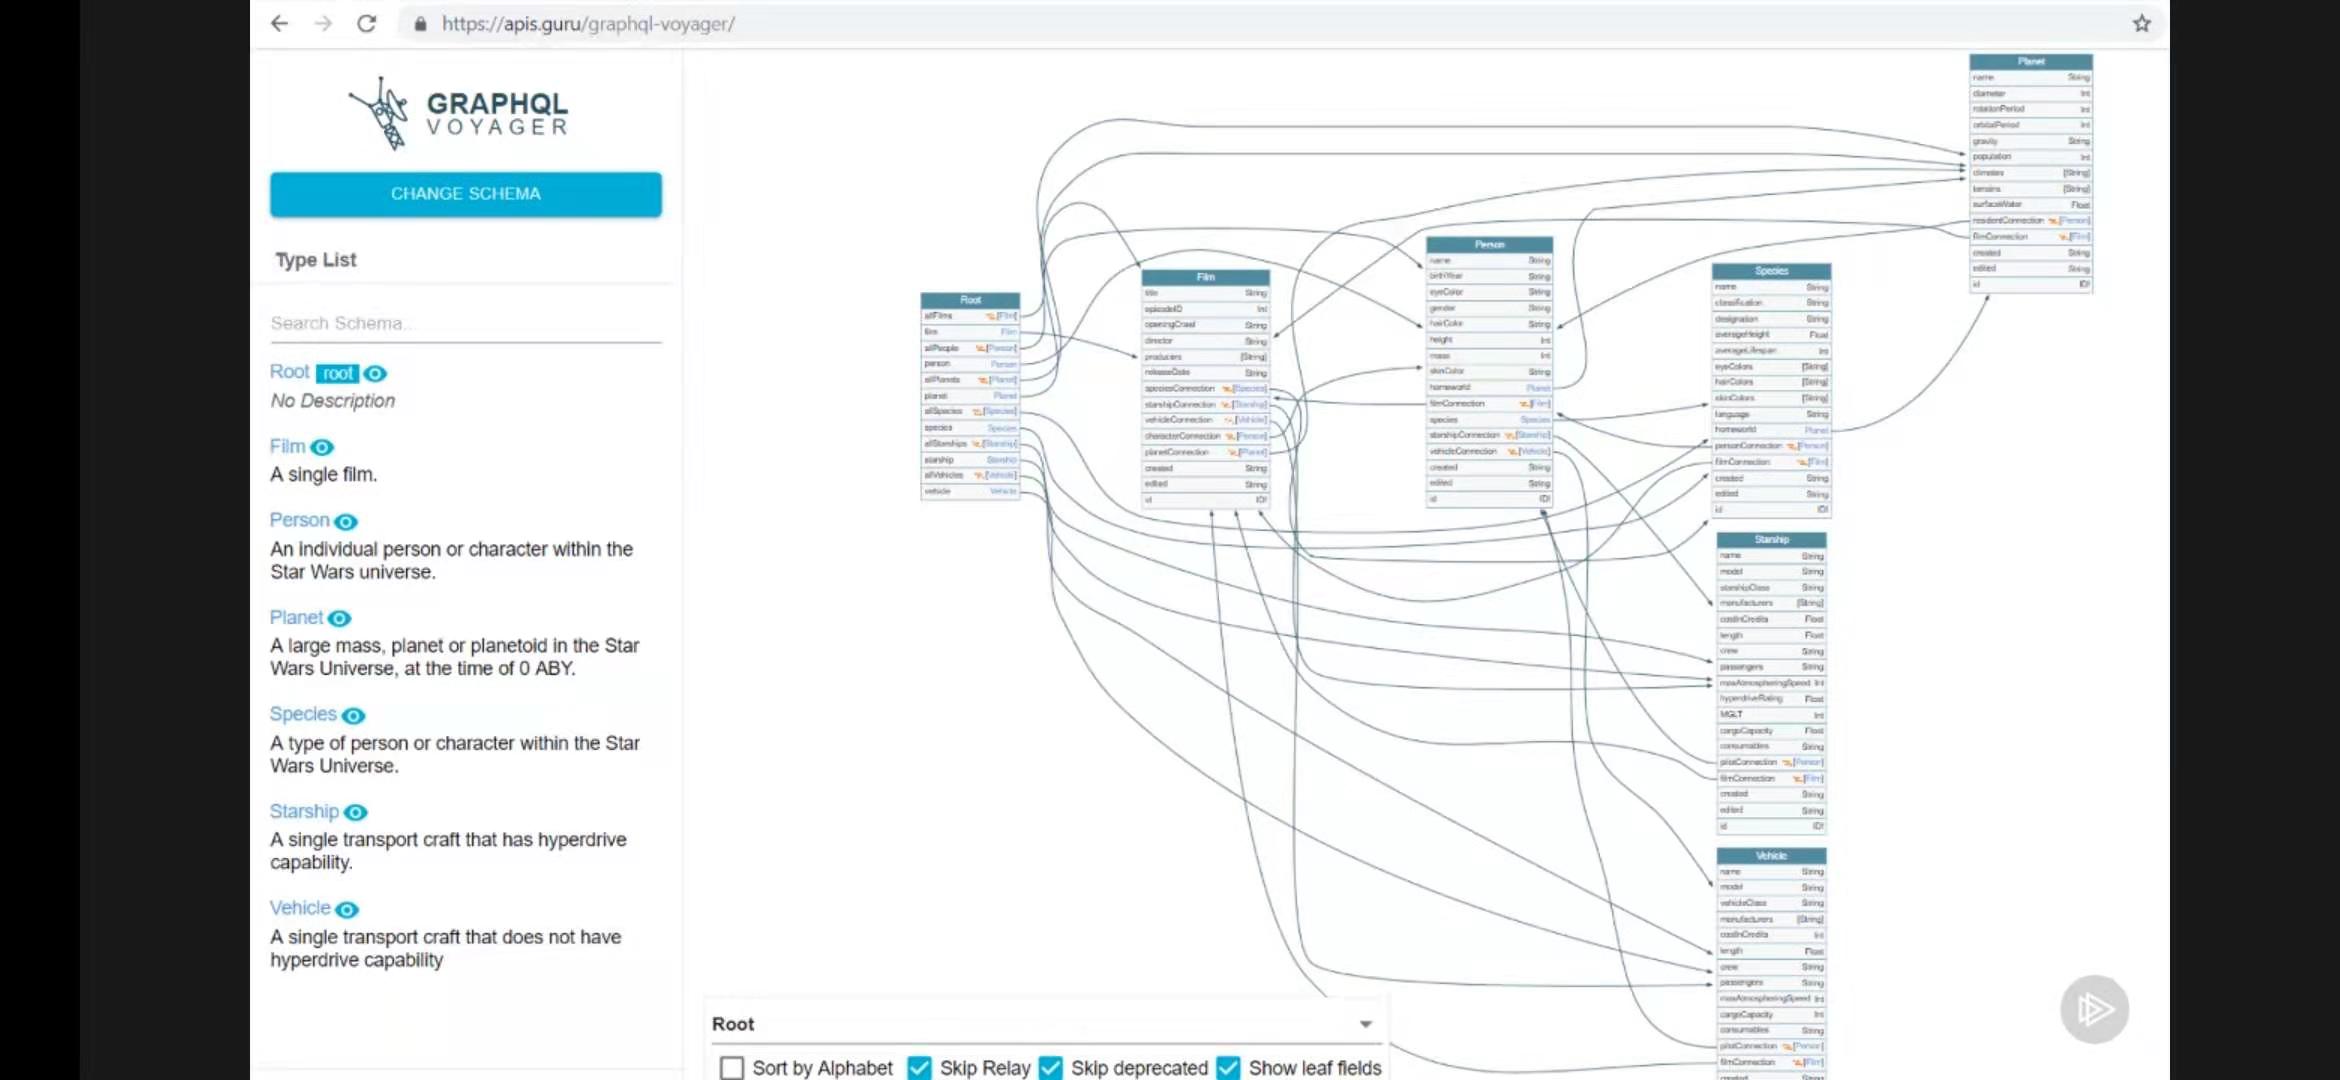 https://apis.guru/graphql-voyager/
GRAPHQL
VOYAGER
CHANGE SCHEMA
Type List
Search Schema...
Root root
No Description
Film
A single film.
Person
An individual person or character within the
Star Wars universe.
Planet
A large mass, planet or planetoid in the Star
Wars Universe, at the time of 0 ABY.
Species
A type of person or character within the Star
Wars Universe.
Starship
A single transport craft that has hyperdrive
capability.
Vehicle
A single transport craft that does not have
hyperdrive capability
Root
allFilms [Film]
film Film
allPeople [Person]
person Person
allPlanets [Planet]
planet Planet
allSpecies [Species]
species Species
allStarships [Starship]
starship Starship
allVehicles [Vehicle]
vehicle Vehicle
Film
title String
episodeID Int
openingCrawl String
director String
producers [String]
releaseDate String
speciesConnection [Species]
starshipConnection [Starship]
vehicleConnection [Vehicle]
characterConnection [Person]
planetConnection [Planet]
created String
edited String
id ID!
Person
name String
birthYear String
eyeColor String
gender String
hairColor String
height Int
mass Int
skinColor String
homeworld Planet
filmConnection [Film]
species Species
starshipConnection [Starship]
vehicleConnection [Vehicle]
created String
edited String
id ID!
Species
name String
classification String
designation String
averageHeight Float
averageLifespan Int
eyeColors [String]
hairColors [String]
skinColors [String]
language String
homeworld Planet
personConnection [Person]
filmConnection [Film]
created String
edited String
id ID!
Planet
name String
diameter Int
rotationPeriod Int
orbitalPeriod Int
gravity String
population Int
climates [String]
terrains [String]
surfaceWater Float
residentConnection [Person]
filmConnection [Film]
created String
edited String
id ID!
Starship
name String
model String
starshipClass String
manufacturers [String]
costInCredits Float
length Float
crew String
passengers String
maxAtmospheringSpeed Int
hyperdriveRating Float
MGLT Int
cargoCapacity Float
consumables String
pilotConnection [Person]
filmConnection [Film]
created String
edited String
id ID!
Vehicle
name String
model String
vehicleClass String
manufacturers [String]
costInCredits Int
length Float
crew String
passengers String
maxAtmospheringSpeed Int
cargoCapacity Int
consumables String
pilotConnection [Person]
filmConnection [Film]
Root
Sort by Alphabet Skip Relay Skip deprecated Show leaf fields